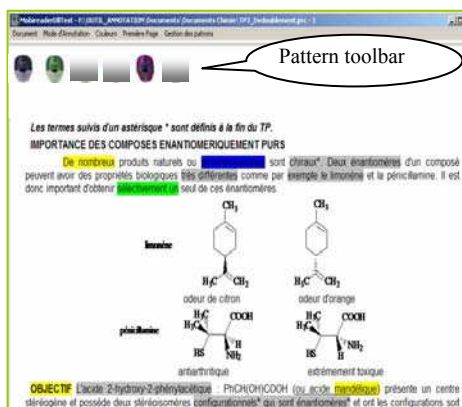 MobireaderOBText - F:\OUTIL_ANNOTATION\Documents\Documents Chimie\TP3_Dedoublement.prc - 1
Document Mode d'Annotation Couleurs Première Page Gestion des patrons
Pattern toolbar
Les termes suivis d'un astérisque * sont définis à la fin du TP.
IMPORTANCE DES COMPOSES ENANTIOMERIQUEMENT PURS
De nombreux produits naturels ou sont chiraux*. Deux énantiomères d'un composé
peuvent avoir des propriétés biologiques très différentes comme par exemple le limonène et la pénicillamine. Il est
donc important d'obtenir sélectivement un seul de ces énantiomères.
CH3 CH3
limonène
H3C CH2 H3C CH2
odeur de citron odeur d'orange
H3C COOH H3C COOH
pénicillamine H3C H3C
HS NH2 HS H NH2
antiarthritique extrêmement toxique
OBJECTIF L'acide 2-hydroxy-2-phénylacétique : PhCH(OH)COOH (ou acide mandélique) présente un centre
stéréogène et possède deux stéréoisomères configurationnels* qui sont énantiomères* et ont les configurations sod